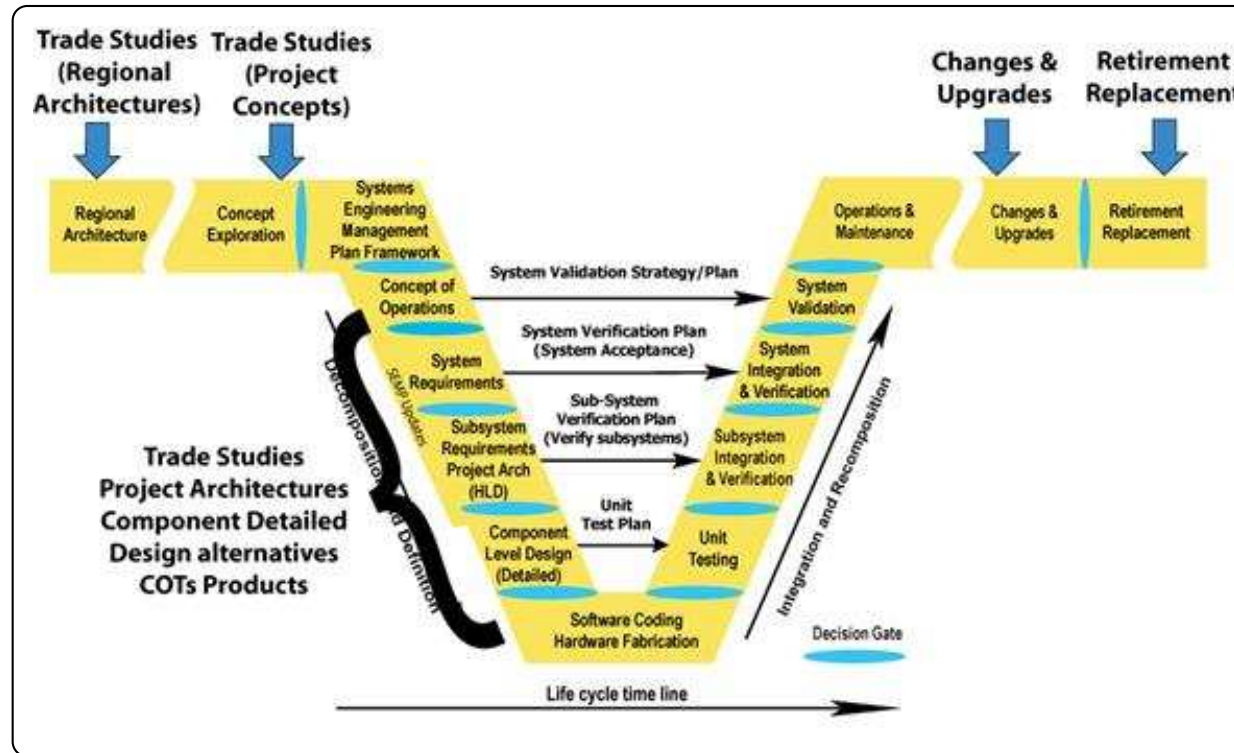 Trade Studies
(Regional
Architectures)
Trade Studies
(Project
Concepts)
Changes &
Upgrades
Retirement
Replacement
Regional
Architecture
Concept
Exploration
Systems
Engineering
Management
Plan Framework
Operations &
Maintenance
Changes &
Upgrades
Retirement
Replacement
Concept of
Operations
System Validation Strategy/Plan
System
Validation
System
Requirements
System Verification Plan
(System Acceptance)
System
Integration
& Verification
SEMP Updates
Subsystem
Requirements
Project Arch
(HLD)
Sub-System
Verification Plan
(Verify subsystems)
Subsystem
Integration
& Verification
Component
Level Design
(Detailed)
Unit
Test Plan
Unit
Testing
Software Coding
Hardware Fabrication
Decomposition and Definition
Trade Studies
Project Architectures
Component Detailed
Design alternatives
COTs Products
Integration and Recomposition
Decision Gate
Life cycle time line